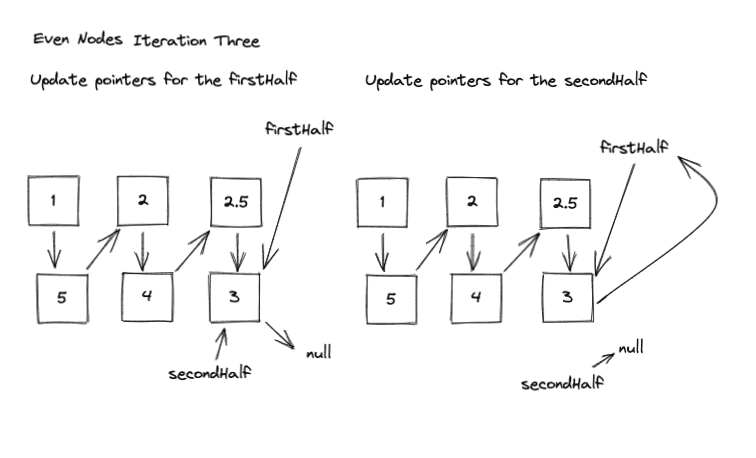 Even Nodes Iteration Three
Update pointers for the firstHalf
Update pointers for the secondHalf
firstHalf
1
2
2.5
5
4
3
null
secondHalf
firstHalf
1
2
2.5
5
4
3
null
secondHalf